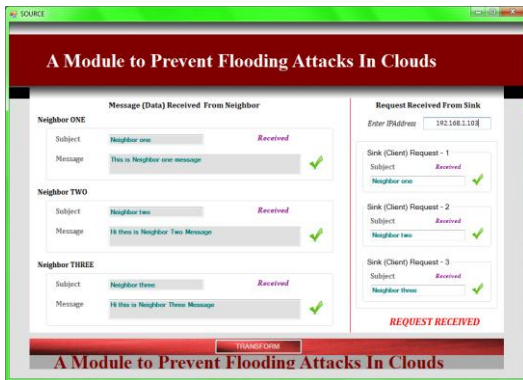 SOURCE
A Module to Prevent Flooding Attacks In Clouds
Message (Data) Received From Neighbor
Neighbor ONE
Subject Neighbor one Received
Message This is Neighbor one message
Neighbor TWO
Subject Neighbor two Received
Message Hi thes is Neighbor Two Message
Neighbor THREE
Subject Neighbor three Received
Message Hi this is Neighbor Three Message
Request Received From Sink
Enter IPAddress 192.168.1.103
Sink (Client) Request - 1
Subject Received
Neighbor one
Sink (Client) Request - 2
Subject Received
Neighbor two
Sink (Client) Request - 3
Subject Received
Neighbor three
REQUEST RECEIVED
TRANSFORM
A Module to Prevent Flooding Attacks In Clouds